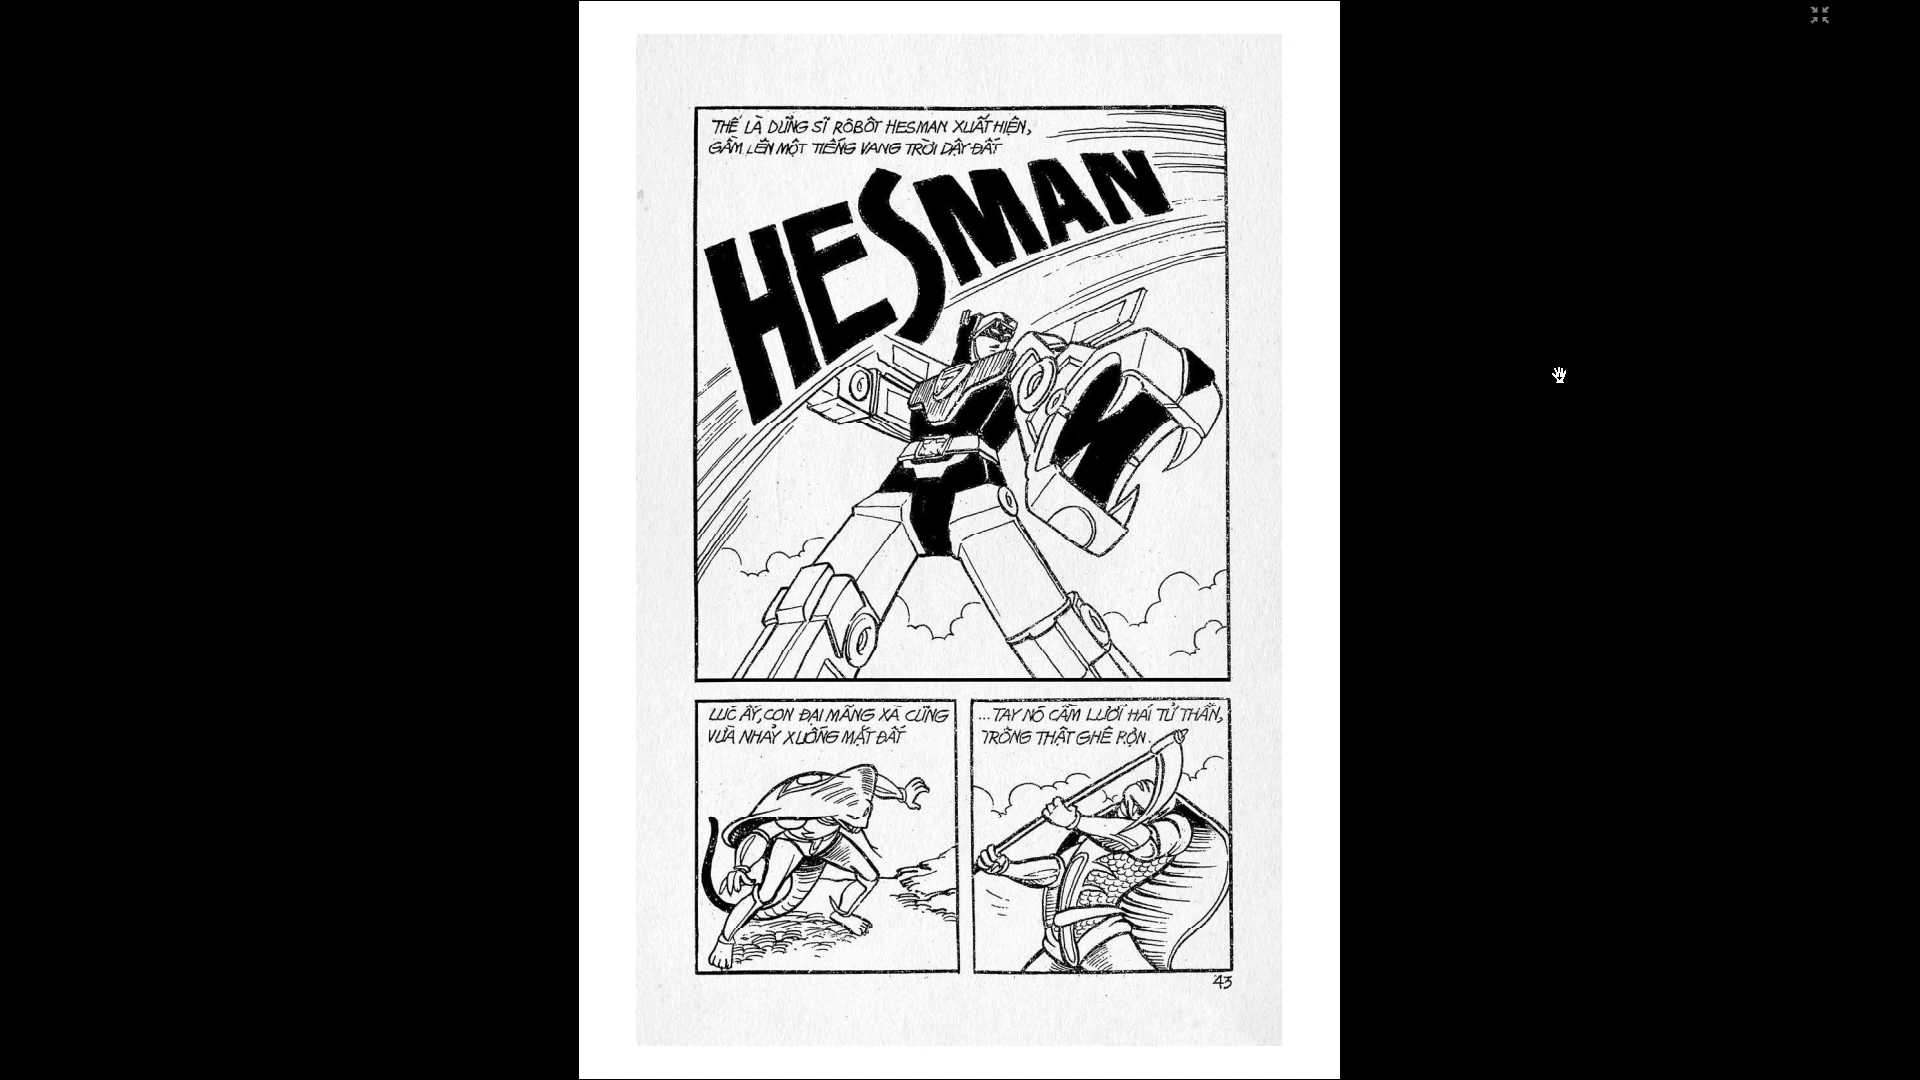 THẾ LÀ DŨNG SĨ RÔBÔT HESMAN XUẤT HIỆN,
GẦM LÊN MỘT TIẾNG VANG TRỜI DẬY ĐẤT
HESMAN
LÚC ẤY, CON ĐẠI MÃNG XÀ CŨNG
VỪA NHẢY XUỐNG MẶT ĐẤT
...TAY NÓ CẦM LƯỠI HÁI TỬ THẦN,
TRÔNG THẬT GHÊ RỢN.
43